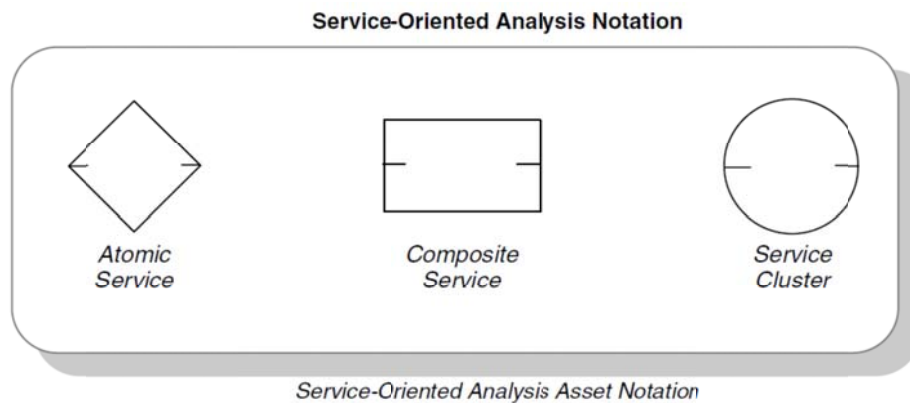 Service-Oriented Analysis Notation
Atomic
Service
Composite
Service
Service
Cluster
Service-Oriented Analysis Asset Notation